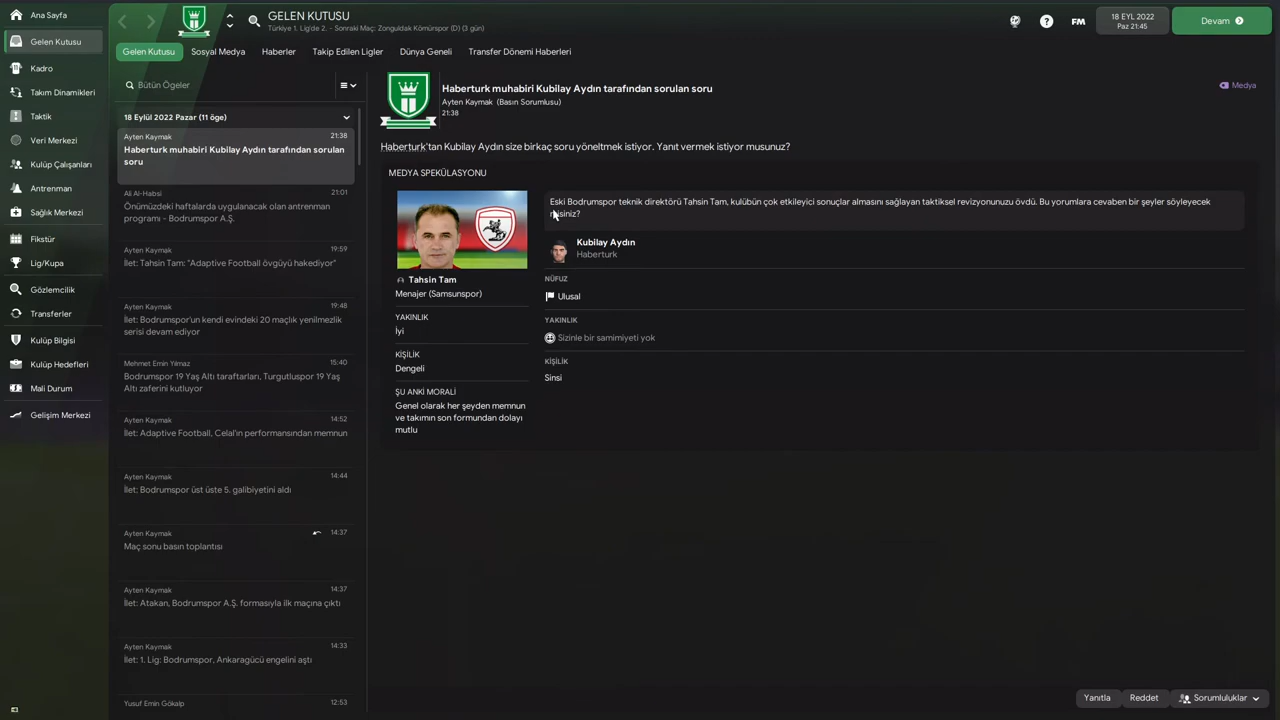 Ana Sayfa
Gelen Kutusu
Kadro
Takım Dinamikleri
Taktik
Veri Merkezi
Kulüp Çalışanları
Antrenman
Sağlık Merkezi
Fikstür
Lig/Kupa
Gözlemcilik
Transferler
Kulüp Bilgisi
Kulüp Hedefleri
Mali Durum
Gelişim Merkezi
GELEN KUTUSU
Türkiye 1. Lig'de 2. - Sonraki Maç: Zonguldak Kömürspor (D) (3 gün)
FM
18 EYL 2022
Paz 21:45
Devam
Gelen Kutusu Sosyal Medya Haberler Takip Edilen Ligler Dünya Geneli Transfer Dönemi Haberleri
Bütün Ögeler
18 Eylül 2022 Pazar (11 öge)
Ayten Kaymak 21:38
Haberturk muhabiri Kubilay Aydın tarafından sorulan
soru
Ali Al-Habsi 21:01
Önümüzdeki haftalarda uygulanacak olan antrenman
programı - Bodrumspor A.Ş.
Ayten Kaymak 19:59
İlet: Tahsin Tam: "Adaptive Football övgüyü hakediyor"
Ayten Kaymak 19:48
İlet: Bodrumspor'un kendi evindeki 20 maçlık yenilmezlik
serisi devam ediyor
Mehmet Emin Yılmaz 15:40
Bodrumspor 19 Yaş Altı taraftarları, Turgutluspor 19 Yaş
Altı zaferini kutluyor
Ayten Kaymak 14:52
İlet: Adaptive Football, Celal'ın performansından memnun
Ayten Kaymak 14:44
İlet: Bodrumspor üst üste 5. galibiyetini aldı
Ayten Kaymak 14:37
Maç sonu basın toplantısı
Ayten Kaymak 14:37
İlet: Atakan, Bodrumspor A.Ş. formasıyla ilk maçına çıktı
Ayten Kaymak 14:33
İlet: 1. Lig: Bodrumspor, Ankaragücü engelini aştı
Yusuf Emin Gökalp 12:53
Haberturk muhabiri Kubilay Aydın tarafından sorulan soru
Ayten Kaymak (Basın Sorumlusu)
21:38
Medya
Haberturk'tan Kubilay Aydın size birkaç soru yöneltmek istiyor. Yanıt vermek istiyor musunuz?
MEDYA SPEKÜLASYONU
Tahsin Tam
Menajer (Samsunspor)
YAKINLIK
İyi
KİŞİLİK
Dengeli
ŞU ANKİ MORALİ
Genel olarak her şeyden memnun
ve takımın son formundan dolayı
mutlu
Eski Bodrumspor teknik direktörü Tahsin Tam, kulübün çok etkileyici sonuçlar almasını sağlayan taktiksel revizyonunuzu övdü. Bu yorumlara cevaben bir şeyler söyleyecek
misiniz?
Kubilay Aydın
Haberturk
NÜFUZ
Ulusal
YAKINLIK
Sizinle bir samimiyeti yok
KİŞİLİK
Sinsi
Yanıtla Reddet Sorumluluklar